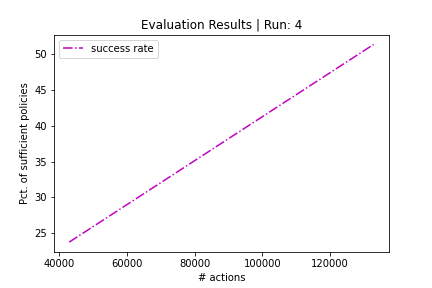 Evaluation Results | Run: 4
success rate
Pct. of sufficient policies
50
45
40
35
30
25
40000 60000 80000 100000 120000
# actions